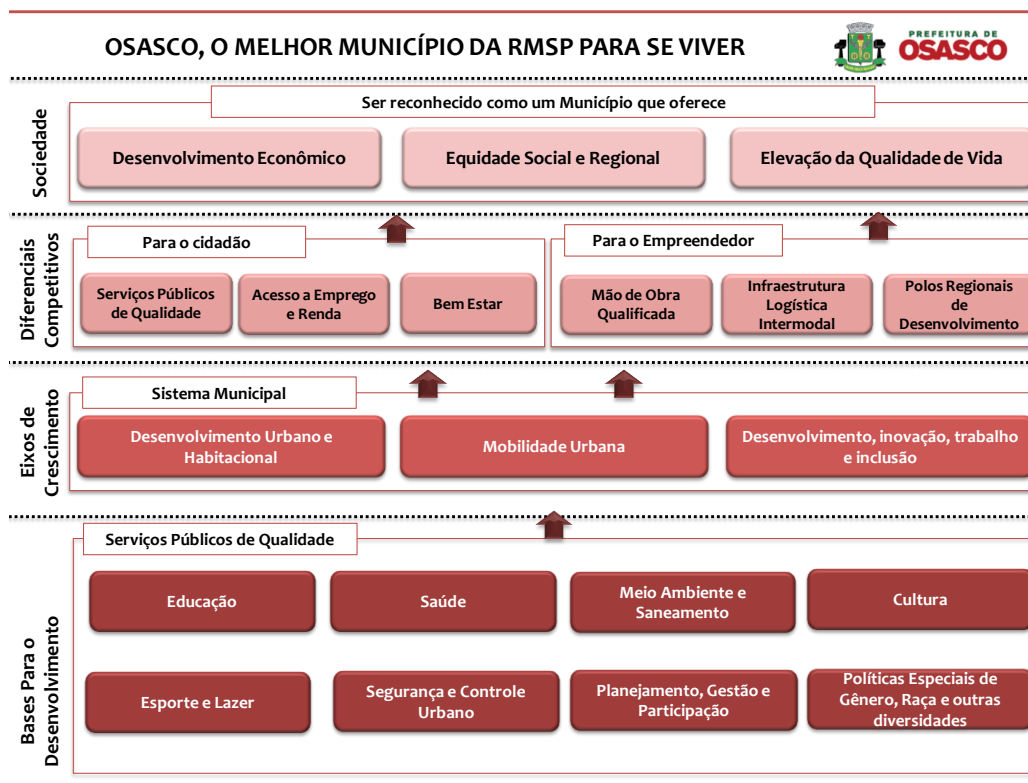 OSASCO, O MELHOR MUNICÍPIO DA RMSP PARA SE VIVER
PREFEITURA DE
OSASCO
Sociedade
Ser reconhecido como um Município que oferece
Desenvolvimento Econômico
Equidade Social e Regional
Elevação da Qualidade de Vida
Diferenciais
Competitivos
Para o cidadão
Serviços Públicos
de Qualidade
Acesso a Emprego
e Renda
Bem Estar
Para o Empreendedor
Mão de Obra
Qualificada
Infraestrutura
Logística
Intermodal
Polos Regionais
de
Desenvolvimento
Eixos de
Crescimento
Sistema Municipal
Desenvolvimento Urbano e
Habitacional
Mobilidade Urbana
Desenvolvimento, inovação, trabalho
e inclusão
Bases Para o
Desenvolvimento
Serviços Públicos de Qualidade
Educação
Saúde
Meio Ambiente e
Saneamento
Cultura
Esporte e Lazer
Segurança e Controle
Urbano
Planejamento, Gestão e
Participação
Políticas Especiais de
Gênero, Raça e outras
diversidades